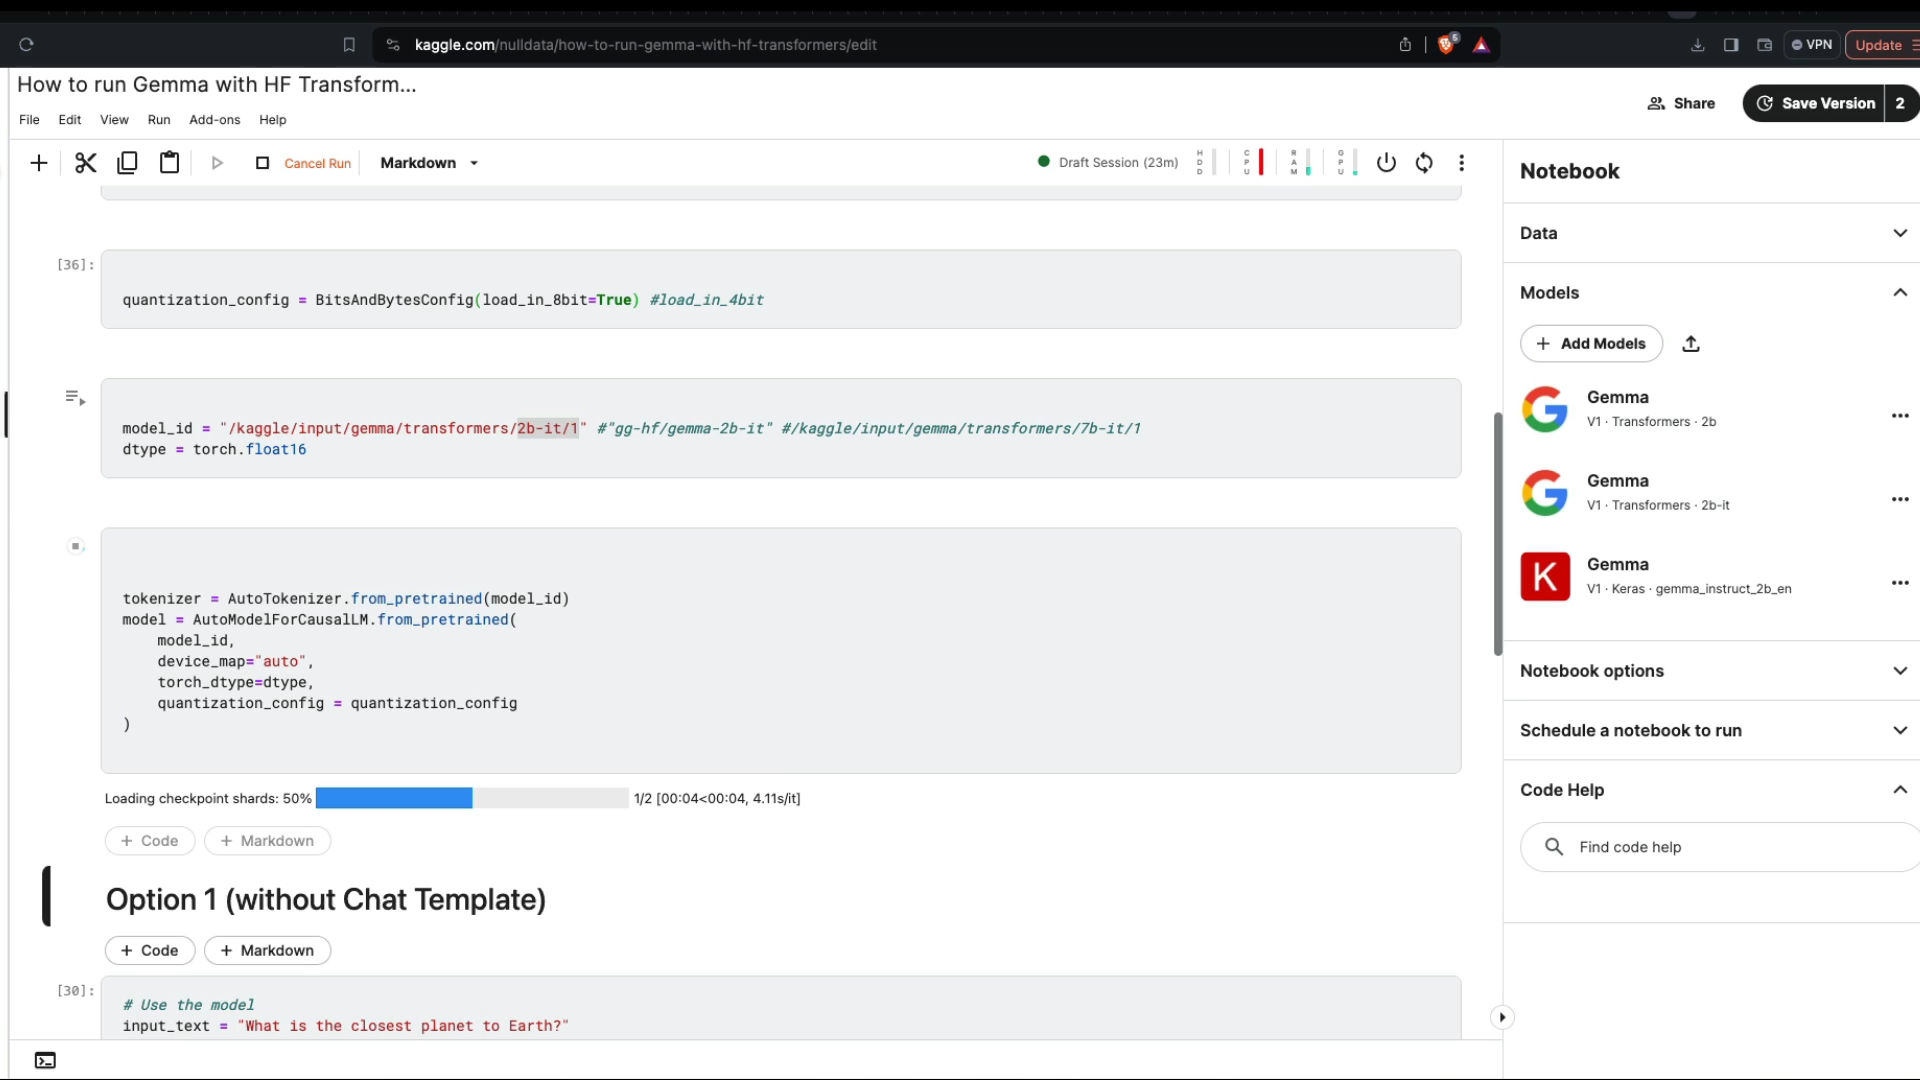 kaggle.com/nulldata/how-to-run-gemma-with-hf-transformers/edit
5
VPN
Update
How to run Gemma with HF Transform...
File Edit View Run Add-ons Help
Share
Save Version 2
Cancel Run
Markdown
Draft Session (23m)
HDD
CPU
RAM
GPU
[36]:
quantization_config = BitsAndBytesConfig(load_in_8bit=True) #load_in_4bit
model_id = "/kaggle/input/gemma/transformers/2b-it/1" #"gg-hf/gemma-2b-it" #/kaggle/input/gemma/transformers/7b-it/1
dtype = torch.float16
tokenizer = AutoTokenizer.from_pretrained(model_id)
model = AutoModelForCausalLM.from_pretrained(
model_id,
device_map="auto",
torch_dtype=dtype,
quantization_config = quantization_config
)
Loading checkpoint shards: 50% 1/2 [00:04<00:04, 4.11s/it]
+ Code + Markdown
Option 1 (without Chat Template)
+ Code + Markdown
[30]:
# Use the model
input_text = "What is the closest planet to Earth?"
Notebook
Data
Models
+ Add Models
Gemma
V1 · Transformers · 2b
Gemma
V1 · Transformers · 2b-it
K
Gemma
V1 · Keras · gemma_instruct_2b_en
Notebook options
Schedule a notebook to run
Code Help
Find code help